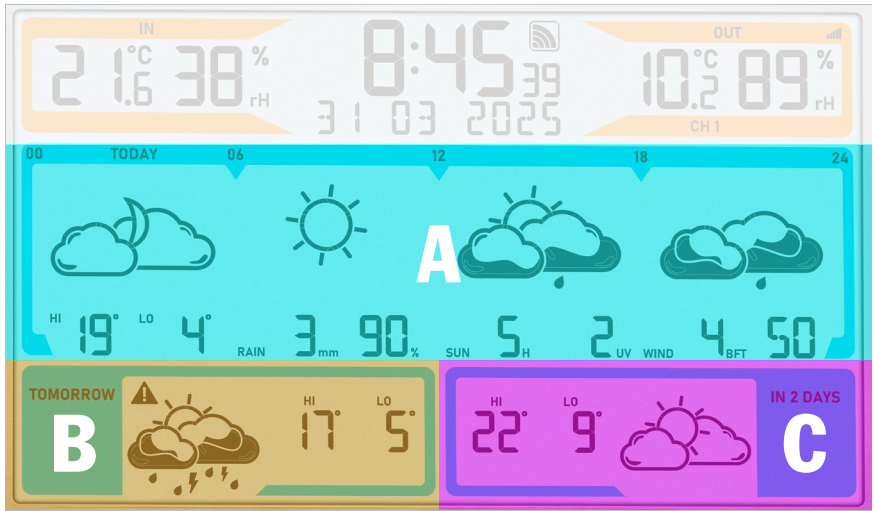 IN
21.6 °C 38 % rH
8:45 39
31 03 2025
OUT
10.2 °C 89 % rH
CH 1
00 TODAY 06 12 18 24
A
HI 19° LO 4° RAIN 3 mm 90 % SUN 5 H 2 UV WIND 4 BFT 50
TOMORROW
B
HI 17° LO 5°
HI 22° LO 9°
IN 2 DAYS
C